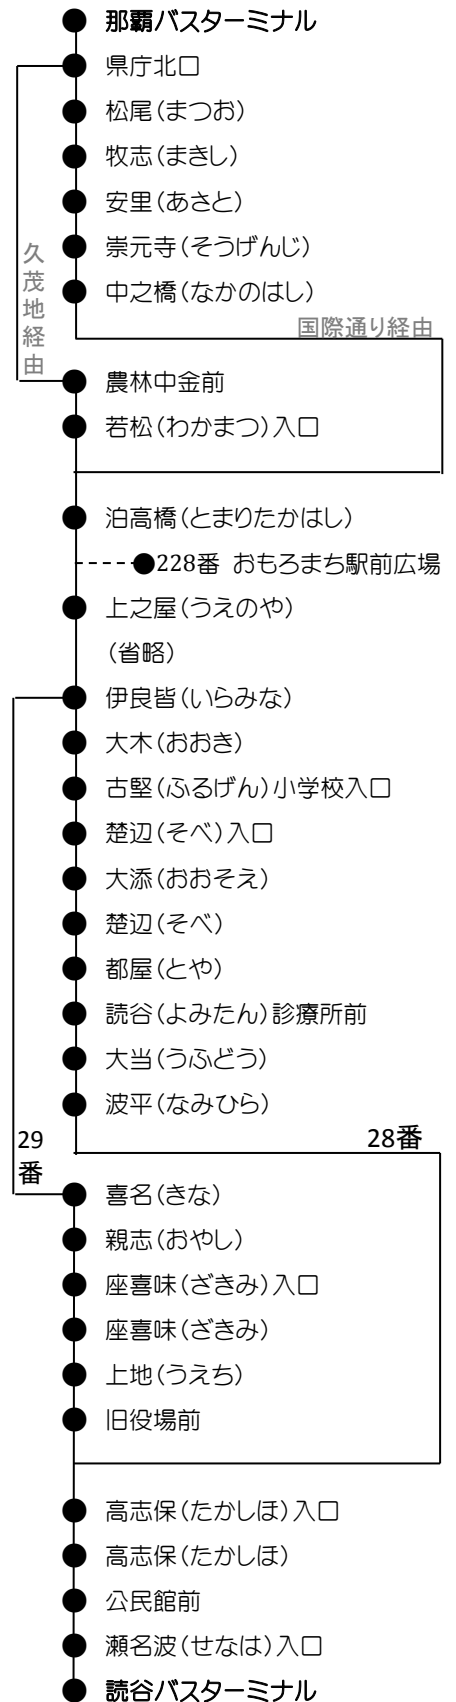 那覇バスターミナル
県庁北口
松尾(まつお)
牧志(まきし)
安里(あさと)
崇元寺(そうげんじ)
中之橋(なかのはし)
久茂地経由
国際通り経由
農林中金前
若松(わかまつ)入口
泊高橋(とまりたかはし)
228番 おもろまち駅前広場
上之屋(うえのや)
(省略)
伊良皆(いらみな)
大木(おおき)
古堅(ふるげん)小学校入口
楚辺(そべ)入口
大添(おおそえ)
楚辺(そべ)
都屋(とや)
読谷(よみたん)診療所前
大当(うふどう)
波平(なみひら)
29番
28番
喜名(きな)
親志(おやし)
座喜味(ざきみ)入口
座喜味(ざきみ)
上地(うえち)
旧役場前
高志保(たかしほ)入口
高志保(たかしほ)
公民館前
瀬名波(せなは)入口
読谷バスターミナル